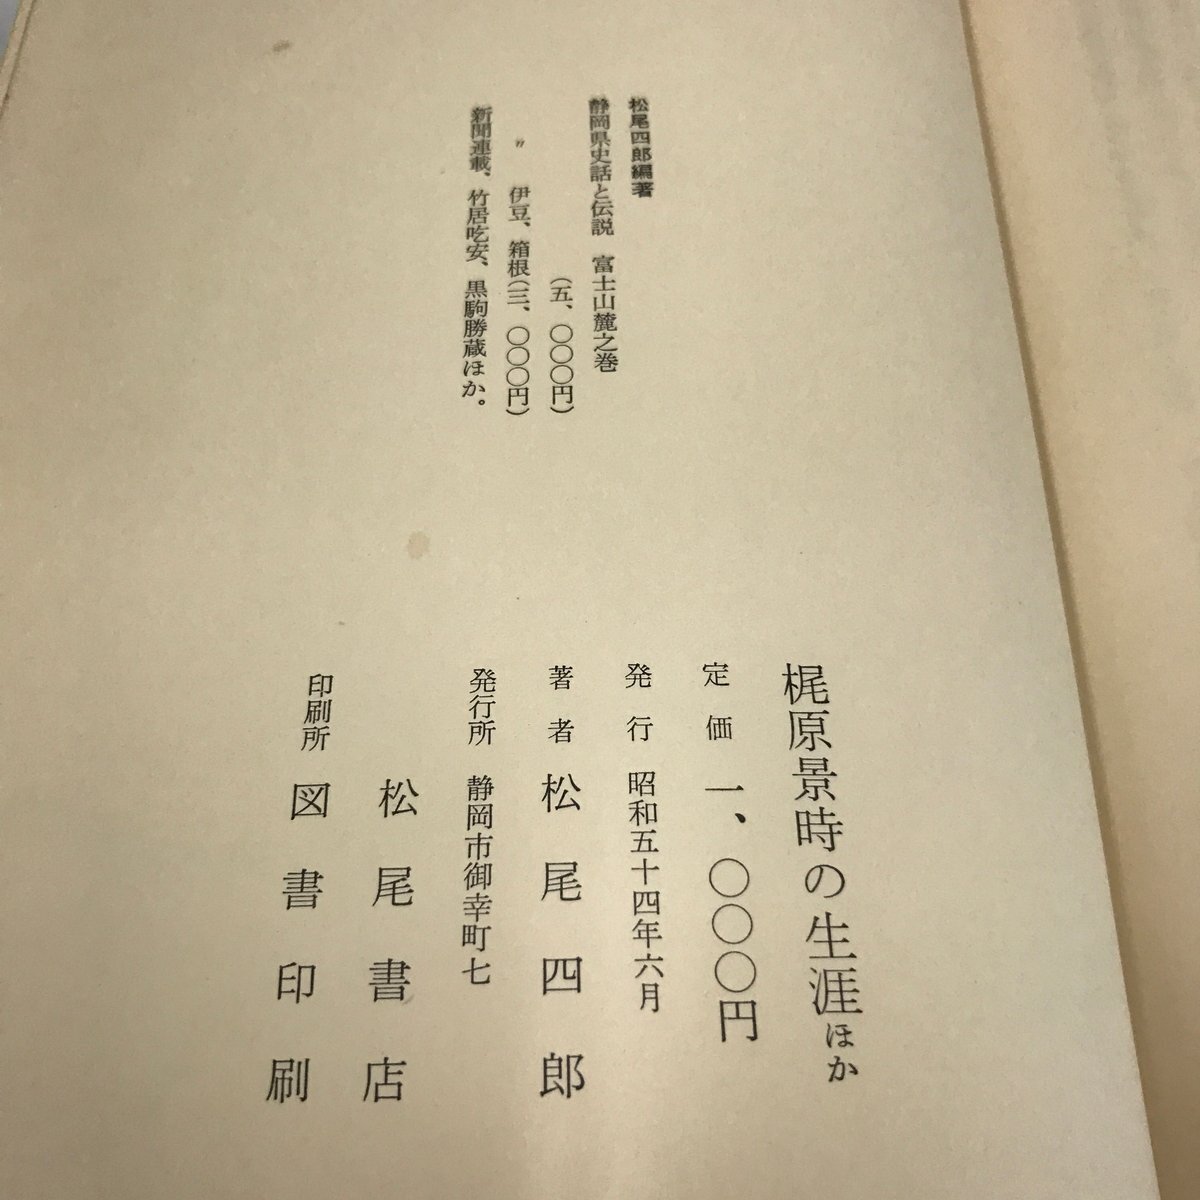 松尾四郎編著
静岡県史話と伝説　富士山麓之巻
（五、〇〇〇円）
〃　伊豆、箱根（三、〇〇〇円）
新聞連載、竹居吃安、黒駒勝蔵ほか。
梶原景時の生涯ほか
定価　一、〇〇〇円
発行　昭和五十四年六月
著者　松尾四郎
発行所　静岡市御幸町七
松尾書店
印刷所　図書印刷